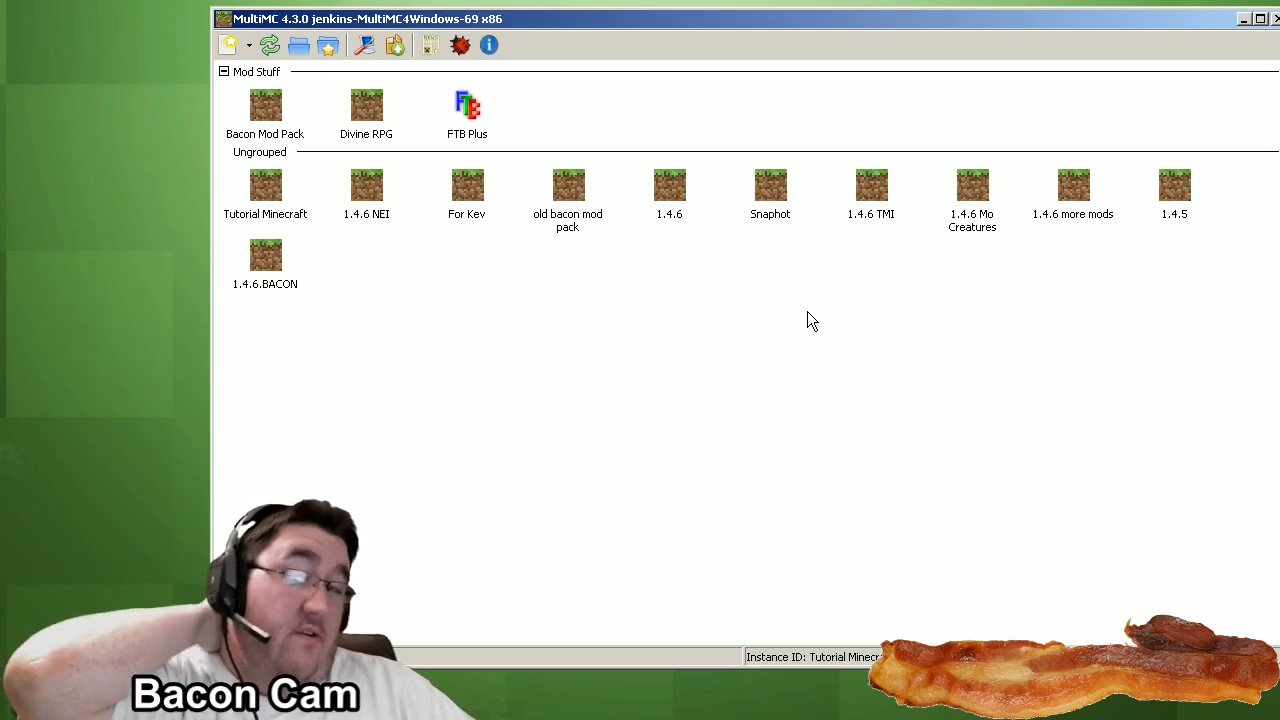 MultiMC 4.3.0 jenkins-MultiMC4Windows-69 x86
Mod Stuff
Bacon Mod Pack
Divine RPG
FTB
FTB Plus
Ungrouped
Tutorial Minecraft
1.4.6 NEI
For Kev
old bacon mod
pack
1.4.6
Snaphot
1.4.6 TMI
1.4.6 Mo
Creatures
1.4.6 more mods
1.4.5
1.4.6.BACON
Instance ID: Tutorial Minecr
Bacon Cam